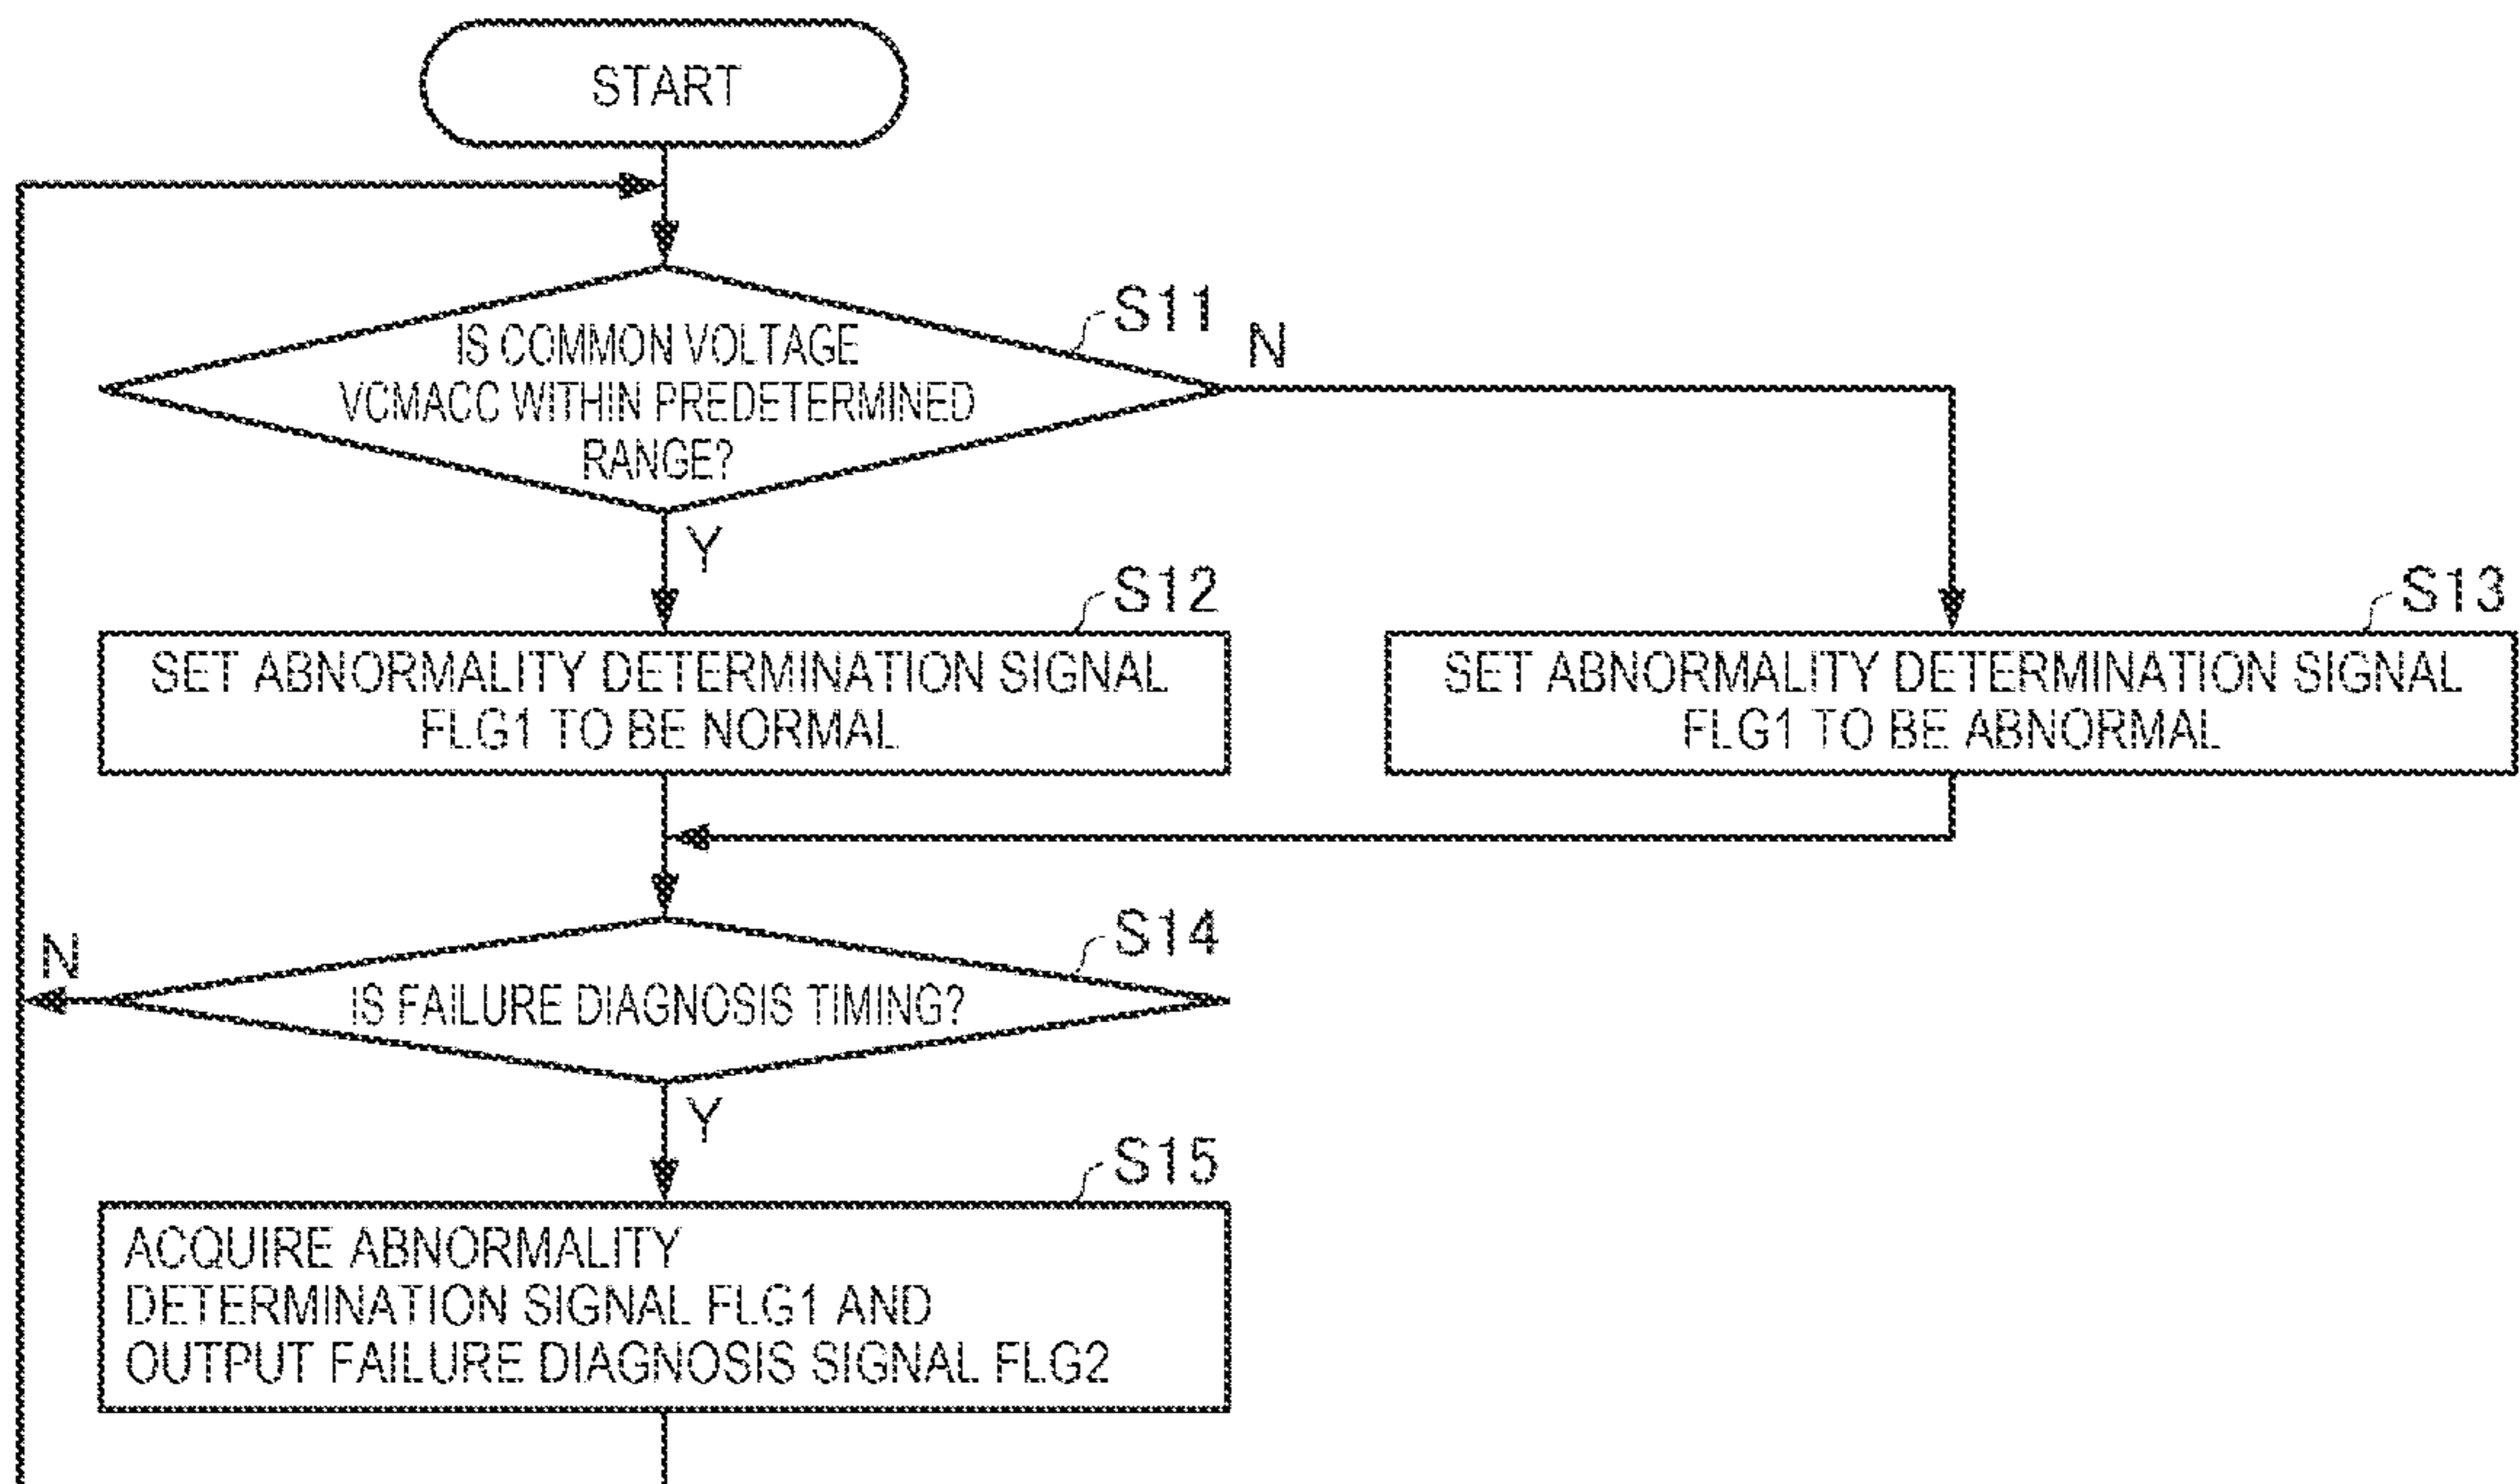 START
S11
N
IS COMMON VOLTAGE
VCMACC WITHIN PREDETERMINED
RANGE?
Y
S12
S13
SET ABNORMALITY DETERMINATION SIGNAL
FLG1 TO BE NORMAL
SET ABNORMALITY DETERMINATION SIGNAL
FLG1 TO BE ABNORMAL
S14
N
IS FAILURE DIAGNOSIS TIMING?
Y
S15
ACQUIRE ABNORMALITY
DETERMINATION SIGNAL FLG1 AND
OUTPUT FAILURE DIAGNOSIS SIGNAL FLG2